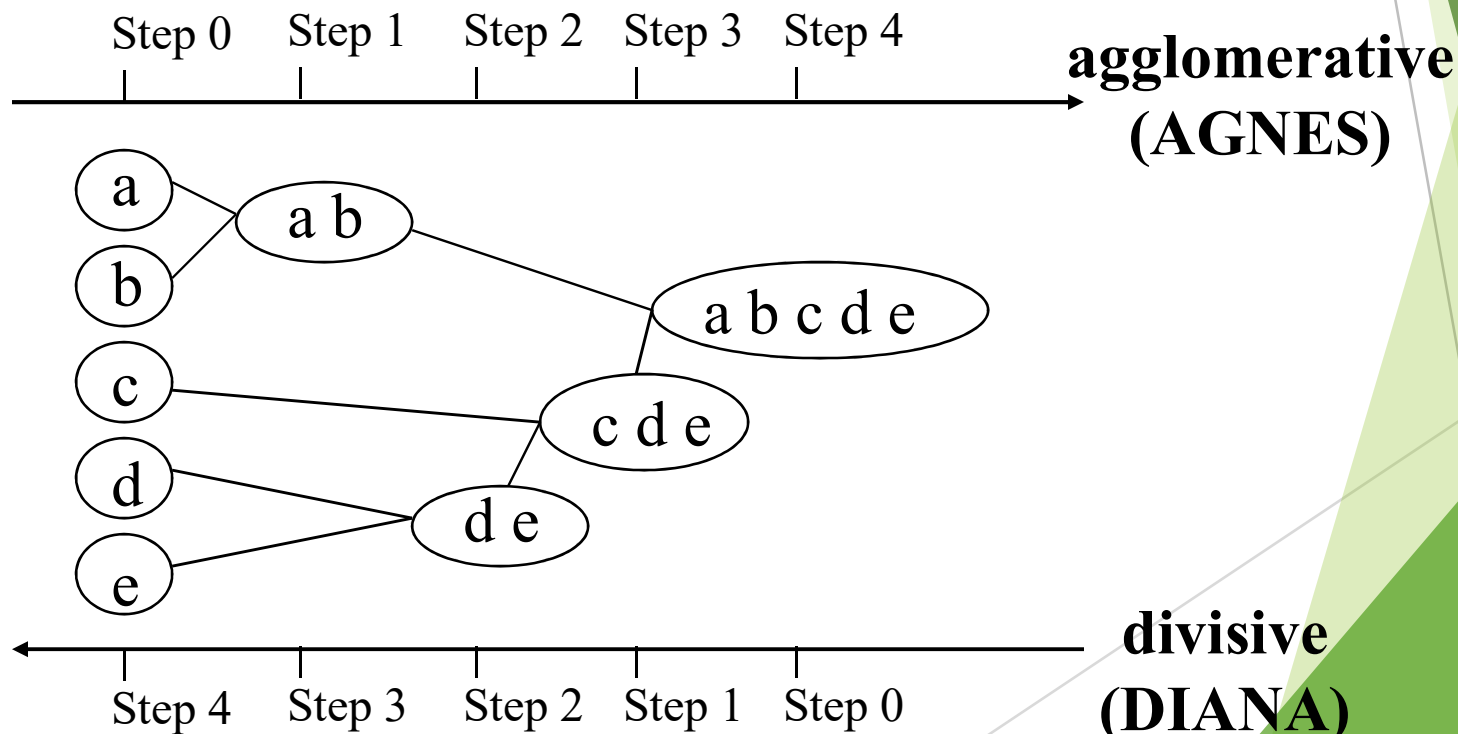 Step 0 Step 1 Step 2 Step 3 Step 4
agglomerative
(AGNES)
a
a b
b
a b c d e
c
c d e
d
d e
e
divisive
(DIANA)
Step 4 Step 3 Step 2 Step 1 Step 0